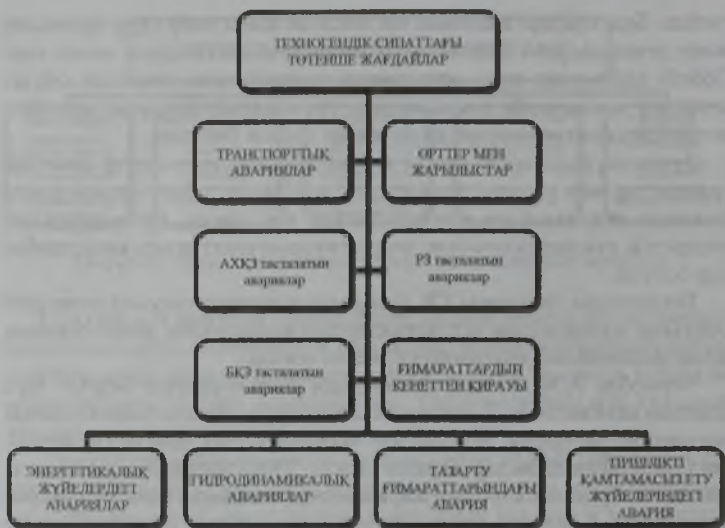 ТЕХНОГЕНДІК СИПАТТАҒЫ
ТӨТЕНШЕ ЖАҒДАЙЛАР
ТРАНСПОРТТЫҚ
АВАРИЯЛАР
ӨРТТЕР МЕН
ЖАРЫЛЫСТАР
АХҚЗ тасталатын
авариялар
РЗ тасталатын
авариялар
БҚЗ тасталатын
авариялар
ҒИМАРАТТАРДЫҢ
КЕНЕТТЕН ҚИРАУЫ
ЭНЕРГЕТИКАЛЫҚ
ЖҮЙЕЛЕРДЕГІ
АВАРИЯЛАР
ГИДРОДИНАМИКАЛЫҚ
АВАРИЯЛАР
ТАЗАРТУ
ҒИМАРАТТАРЫНДАҒЫ
АВАРИЯ
ТІРШІЛІКТІ
ҚАМТАМАСЫЗ ЕТУ
ЖҮЙЕЛЕРІНДЕГІ
АВАРИЯ